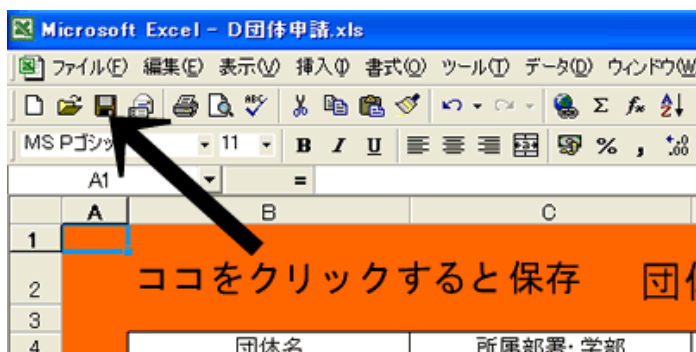 Microsoft Excel - D団体申請.xls
ファイル(F) 編集(E) 表示(V) 挿入(I) 書式(O) ツール(T) データ(D) ウィンドウ(W
MS Pゴシッ 11 B I U % ,
A1 =
A B C
1
ココをクリックすると保存 団体
2
3
4 団体名 所属部署・学部